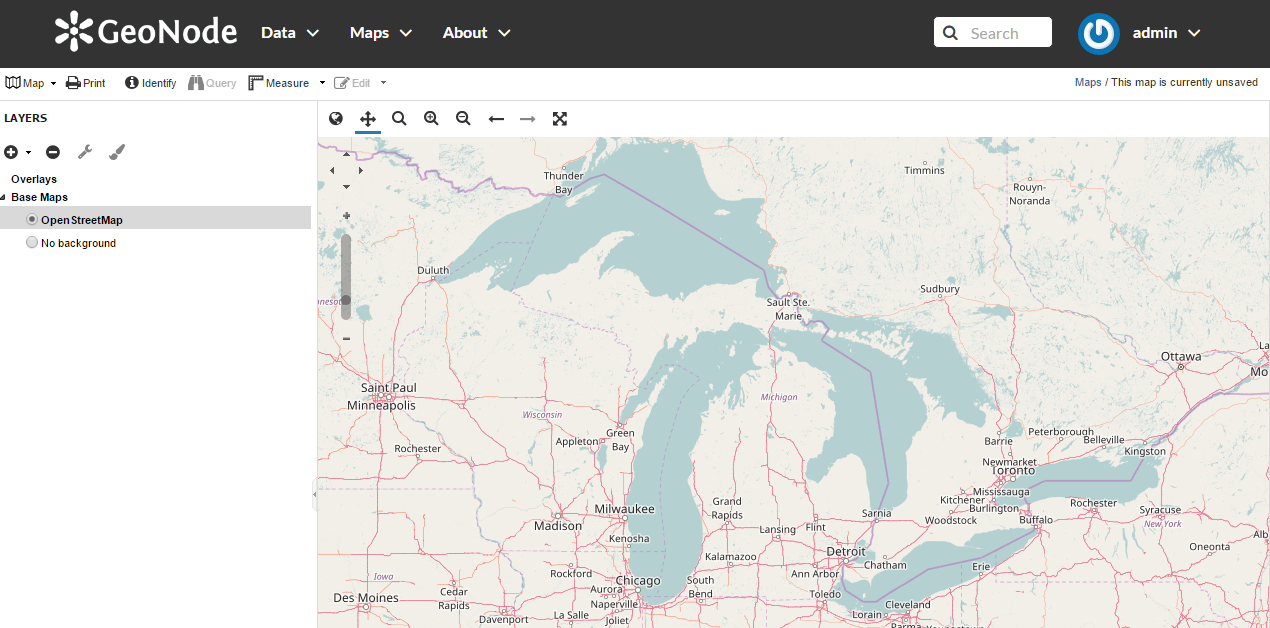 GeoNode Data Maps About Search admin
Map Print Identify Query Measure Edit Maps / This map is currently unsaved
LAYERS
Overlays
Base Maps
OpenStreetMap
No background
Timmins
Thunder
Bay
Rouyn-
Noranda
Duluth
Sudbury
Sault Ste.
Marie
Ottawa
Saint Paul
Minneapolis
Michigan
Wisconsin
Green
Bay
Appleton
Rochester
Barrie
Peterborough
Belleville
Kingston
Newmarket
Toronto
Mississauga
Kitchener
Burlington
Woodstock
Buffalo
Rochester
Syracuse
New York
Oneonta
Grand
Rapids
Milwaukee
Madison
Kenosha
Lansing
Flint
Sarnia
Kalamazoo
Detroit
Chatham
Ann Arbor
Erie
Iowa
Rockford
Chicago
South
Bend
Des Moines
Cedar
Rapids
Aurora
Naperville
Toledo
Cleveland
Lorain
Davenport
La Salle
Joliet